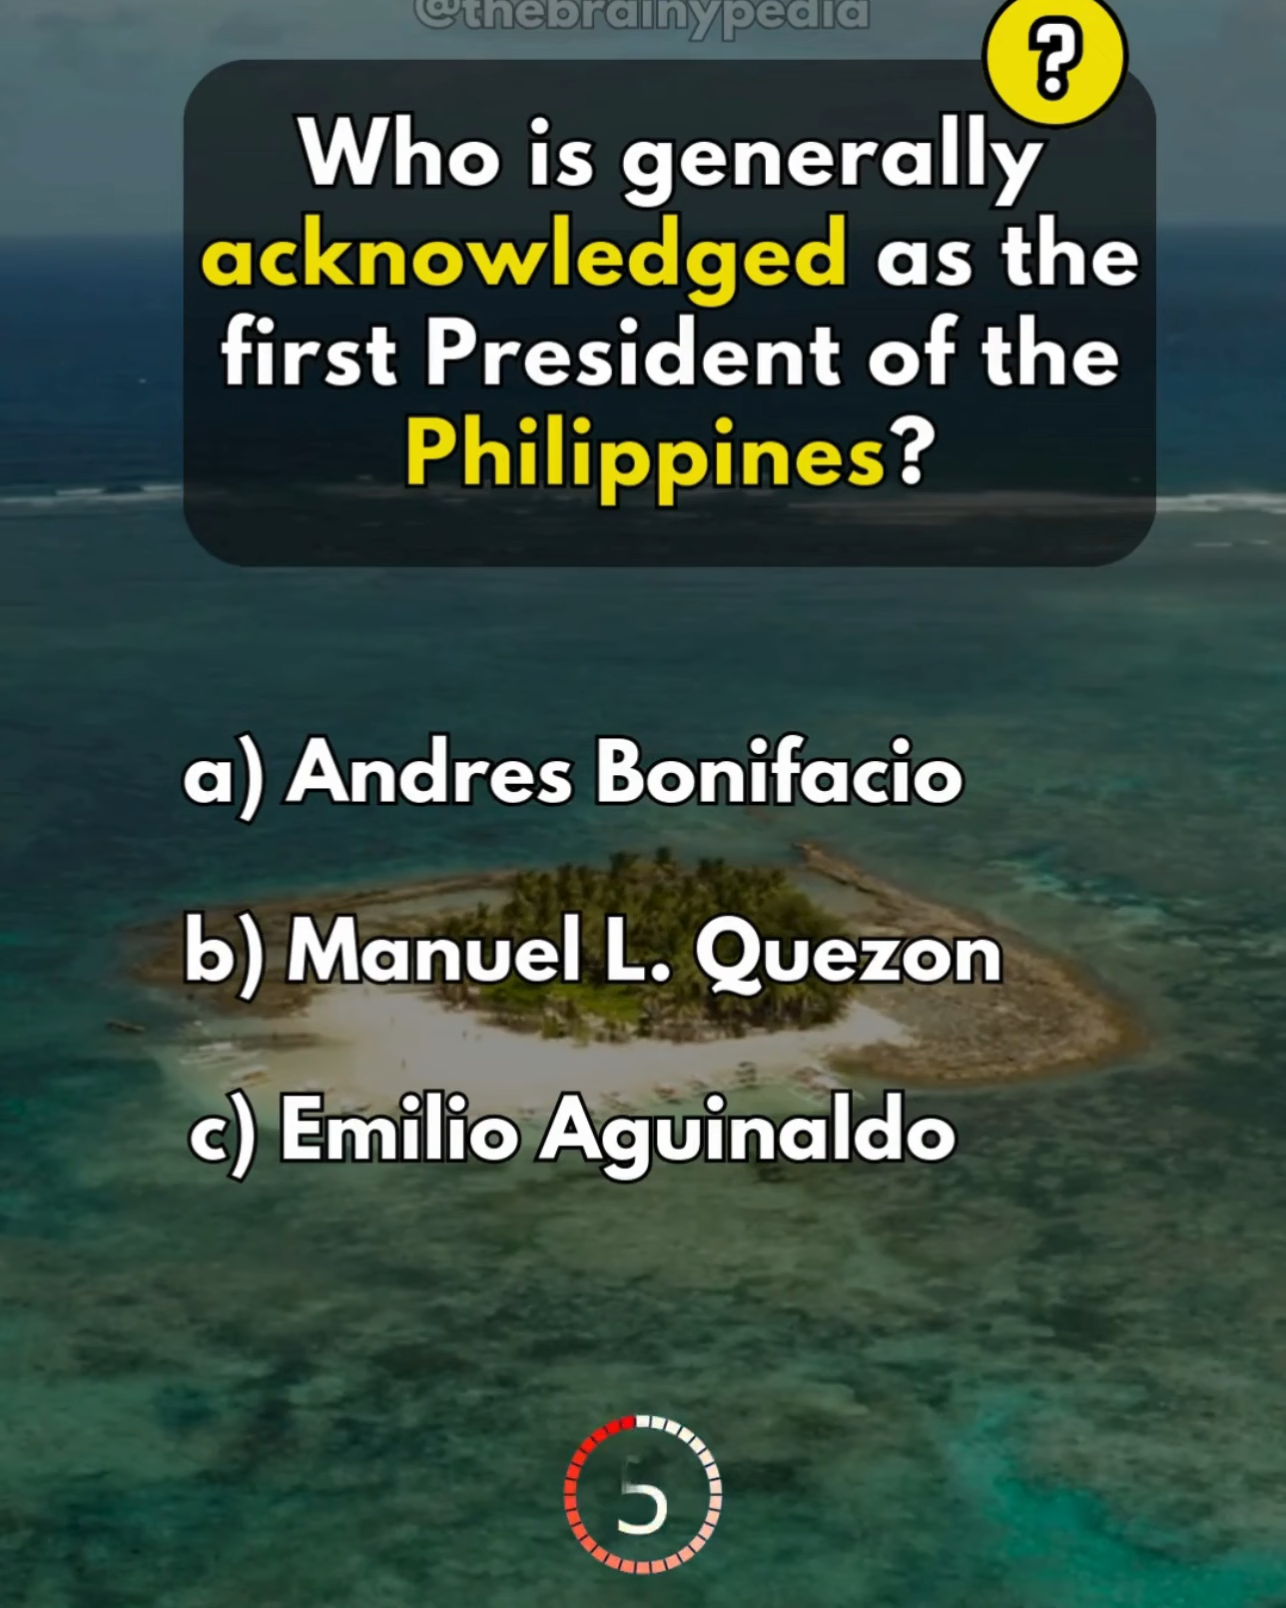 @thebrainypedia
?
Who is generally
acknowledged as the
first President of the
Philippines?
a) Andres Bonifacio
b) Manuel L. Quezon
c) Emilio Aguinaldo
5